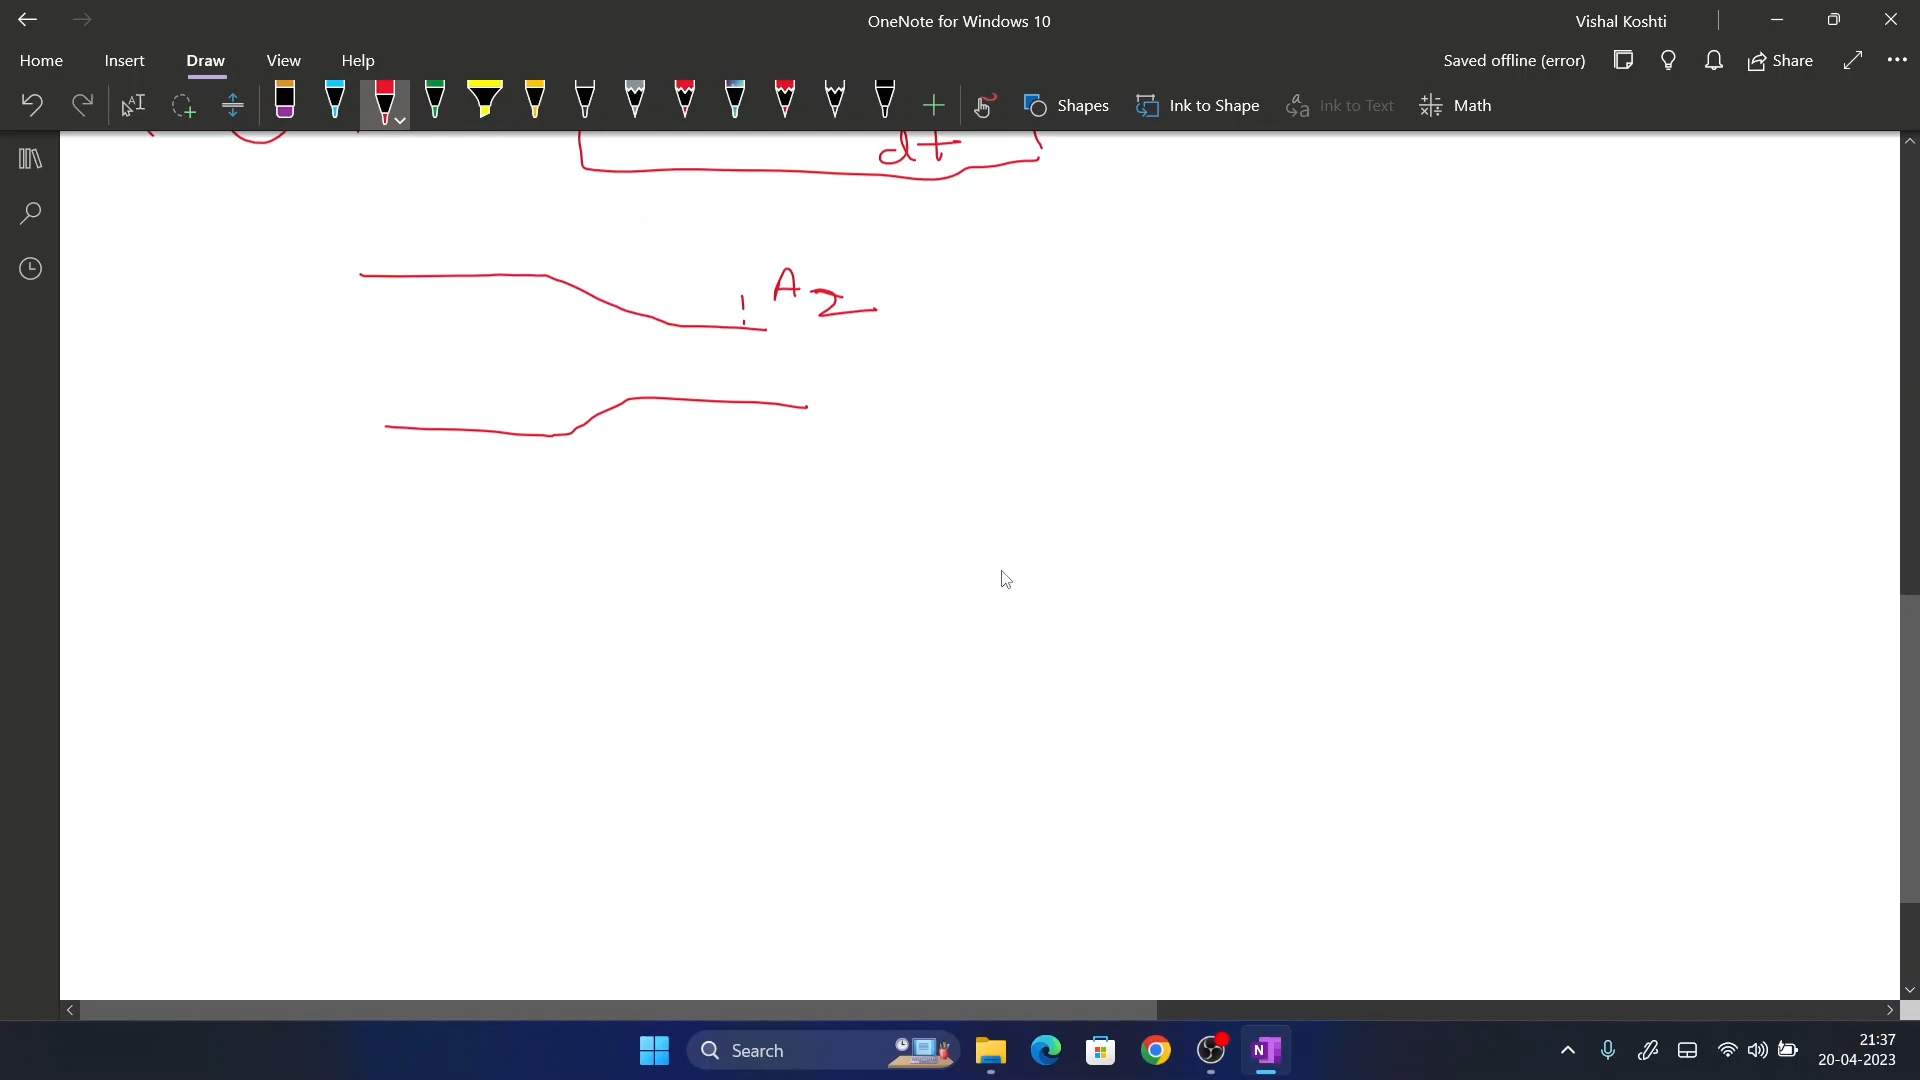 OneNote for Windows 10
Vishal Koshti
Home Insert Draw View Help
Saved offline (error)
Share
Shapes
Ink to Shape
Ink to Text
Math
dt
A2
Search
N
21:37
20-04-2023